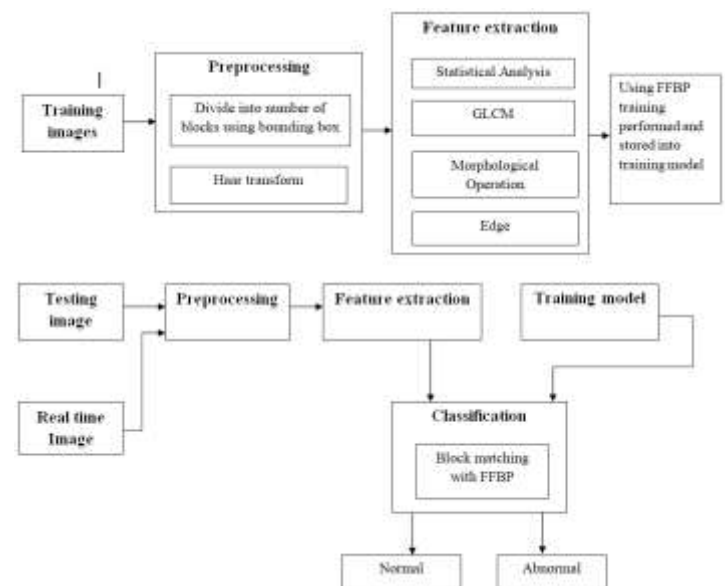 Training
images
Preprocessing
Divide into number of
blocks using bounding box
Haar transform
Feature extraction
Statistical Analysis
GLCM
Morphological
Operation
Edge
Using FFBP
training
performed and
stored into
training model
Testing
image
Preprocessing
Feature extraction
Training model
Real time
Image
Classification
Block matching
with FFBP
Normal
Abnormal